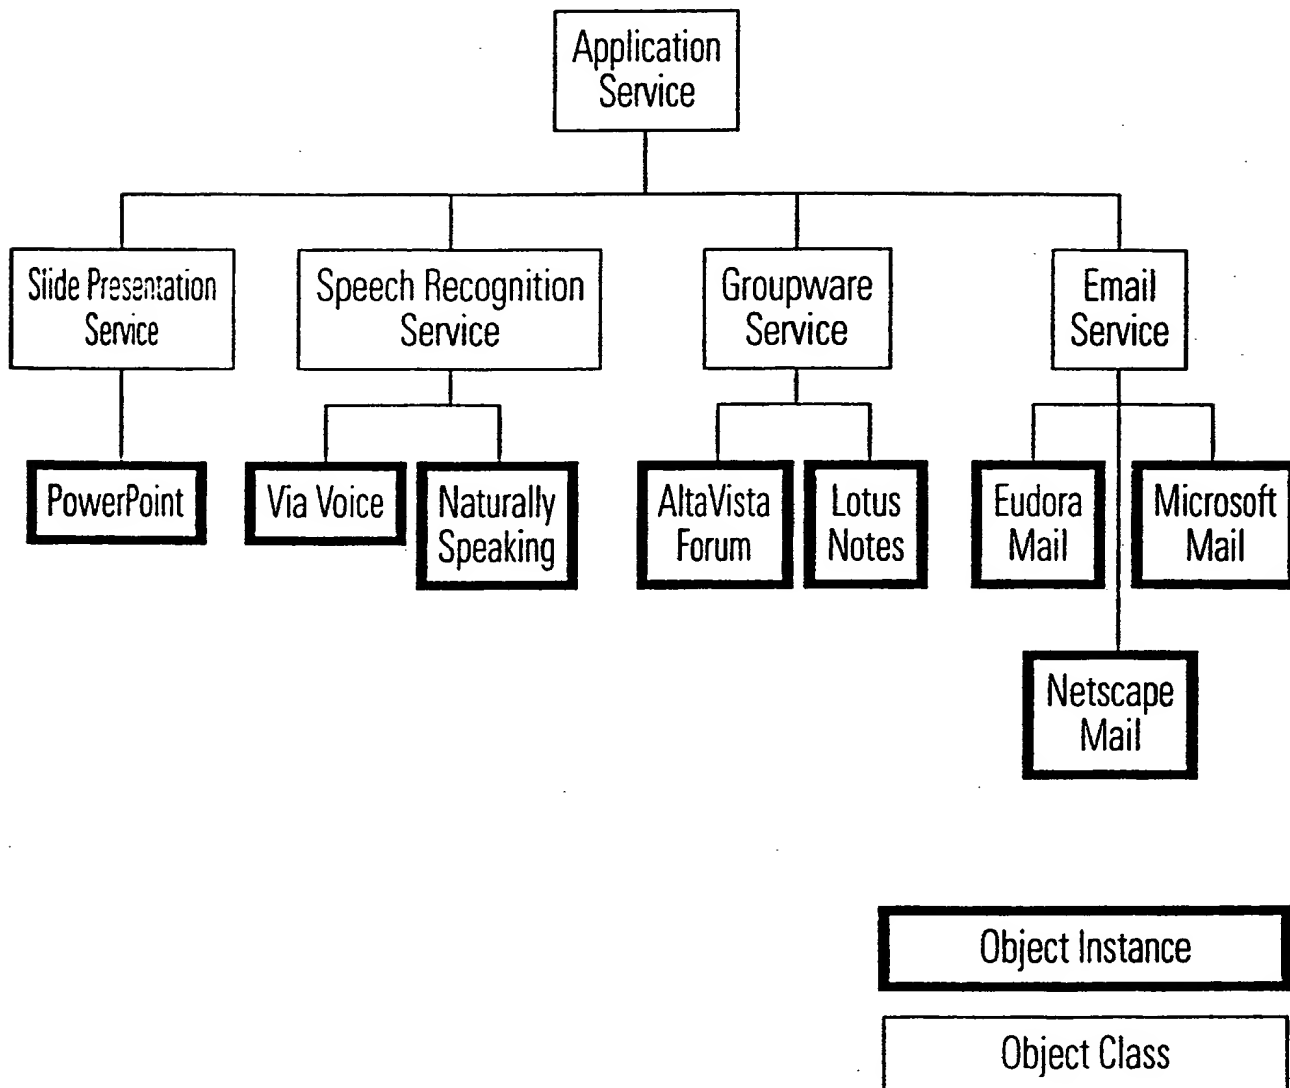 Application
Service
Slide Presentation
Service
Speech Recognition
Service
Groupware
Service
Email
Service
PowerPoint
Via Voice
Naturally
Speaking
AltaVista
Forum
Lotus
Notes
Eudora
Mail
Microsoft
Mail
Netscape
Mail
Object Instance
Object Class